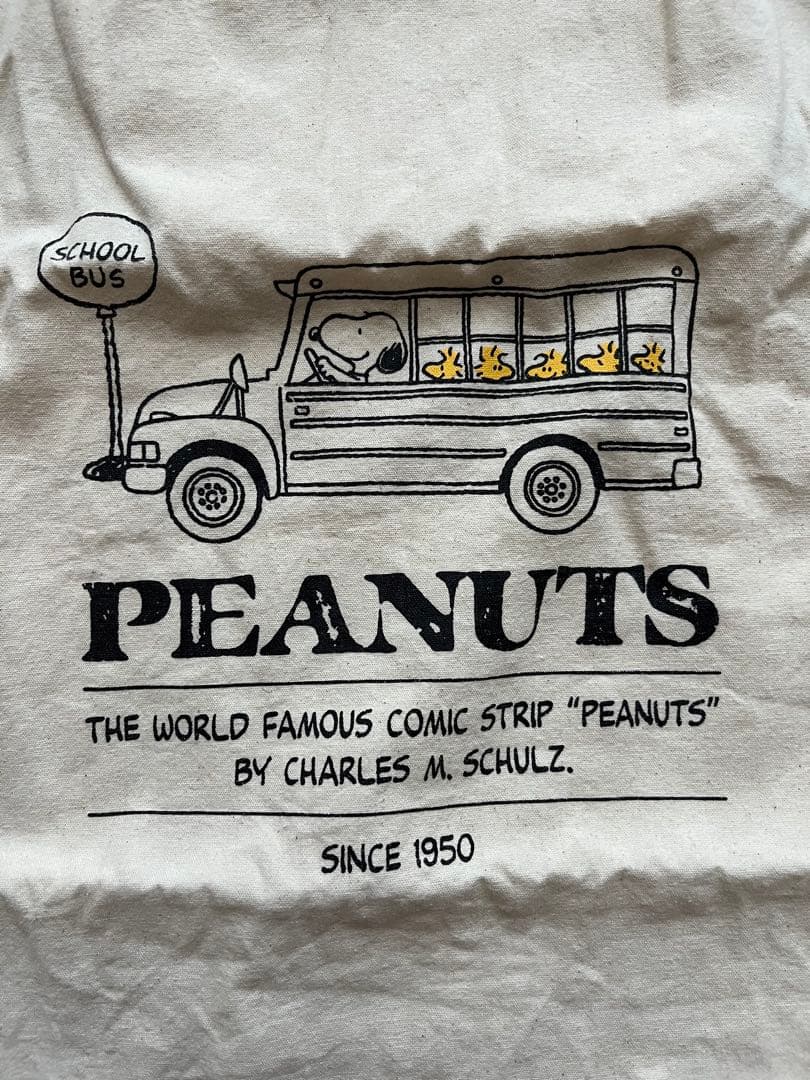 SCHOOL
BUS
PEANUTS
THE WORLD FAMOUS COMIC STRIP "PEANUTS"
BY CHARLES M. SCHULZ.
SINCE 1950